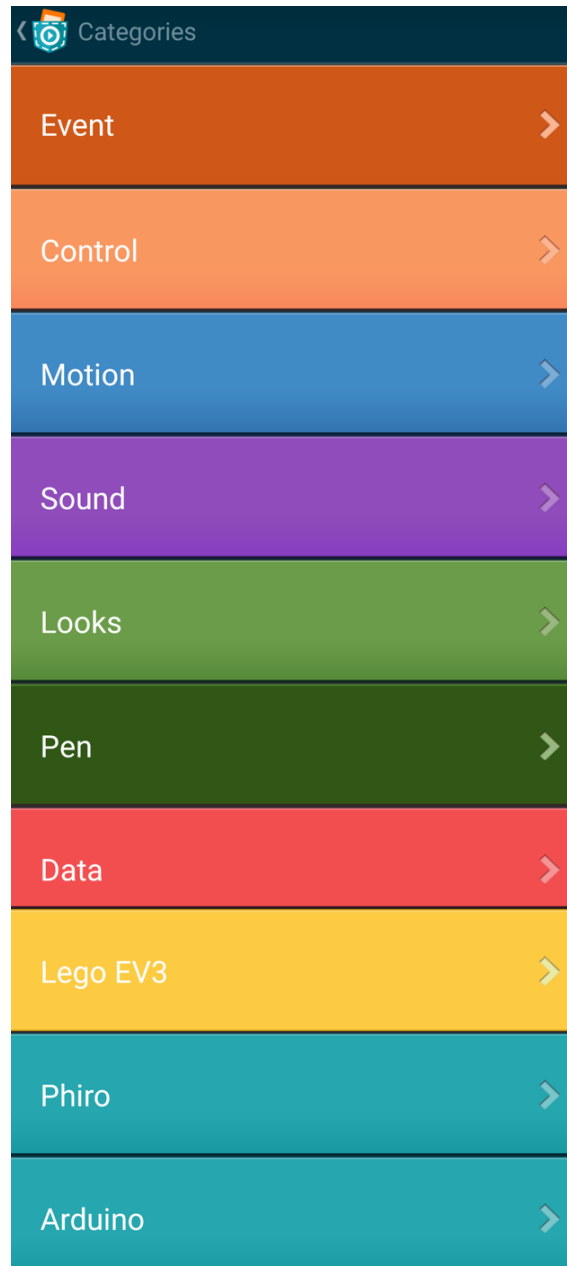 Categories
Event
Control
Motion
Sound
Looks
Pen
Data
Lego EV3
Phiro
Arduino